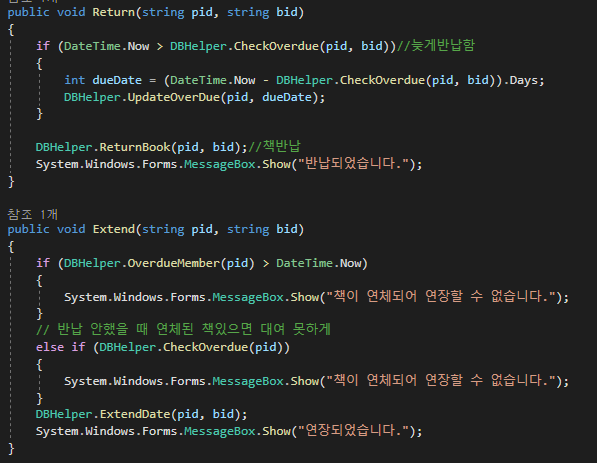 public void Return(string pid, string bid)
{
if (DateTime.Now > DBHelper.CheckOverdue(pid, bid))//늦게반납함
{
int dueDate = (DateTime.Now - DBHelper.CheckOverdue(pid, bid)).Days;
DBHelper.UpdateOverDue(pid, dueDate);
}
DBHelper.ReturnBook(pid, bid);//책반납
System.Windows.Forms.MessageBox.Show("반납되었습니다.");
}
참조 1개
public void Extend(string pid, string bid)
{
if (DBHelper.OverdueMember(pid) > DateTime.Now)
{
System.Windows.Forms.MessageBox.Show("책이 연체되어 연장할 수 없습니다.");
}
// 반납 안했을 때 연체된 책있으면 대여 못하게
else if (DBHelper.CheckOverdue(pid))
{
System.Windows.Forms.MessageBox.Show("책이 연체되어 연장할 수 없습니다.");
}
DBHelper.ExtendDate(pid, bid);
System.Windows.Forms.MessageBox.Show("연장되었습니다.");
}